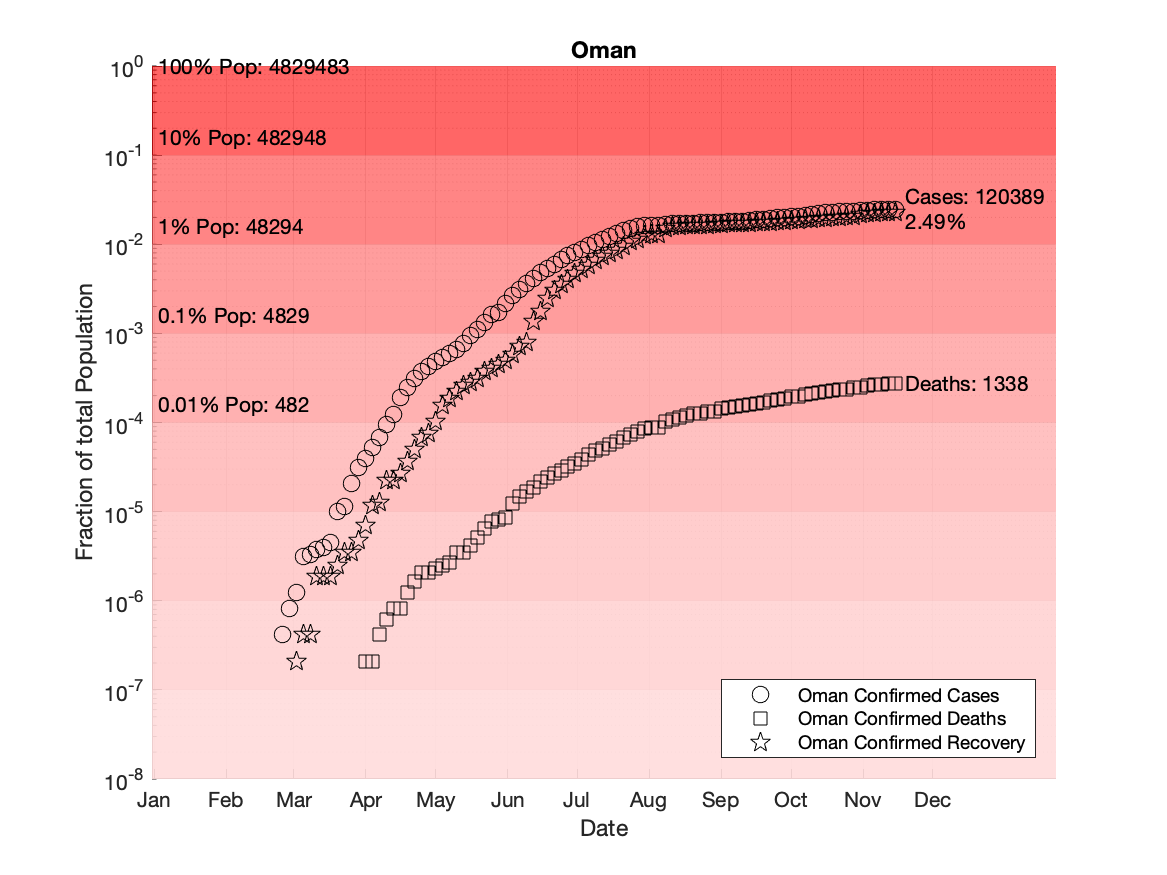 Oman
10^0
100% Pop: 4829483
10% Pop: 482948
10^-1
Cases: 120389
1% Pop: 48294
2.49%
10^-2
0.1% Pop: 4829
10^-3
Deaths: 1338
0.01% Pop: 482
10^-4
10^-5
10^-6
10^-7
10^-8
Fraction of total Population
Oman Confirmed Cases
Oman Confirmed Deaths
Oman Confirmed Recovery
Jan Feb Mar Apr May Jun Jul Aug Sep Oct Nov Dec
Date